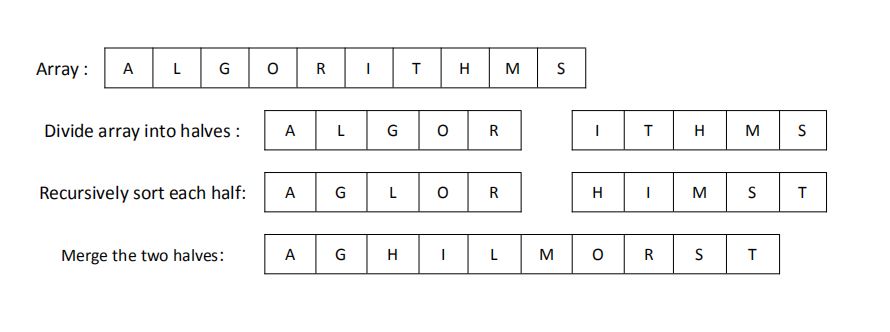 Array : A L G O R I T H M S
Divide array into halves : A L G O R I T H M S
Recursively sort each half: A G L O R H I M S T
Merge the two halves: A G H I L M O R S T